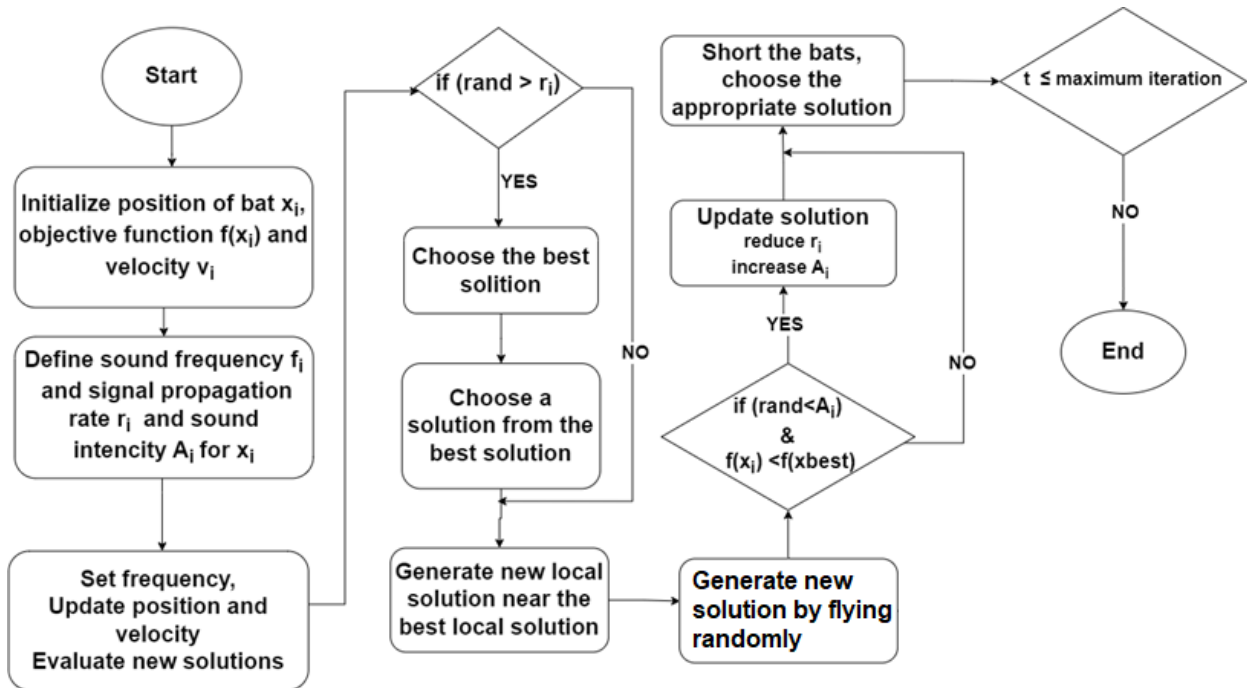 Start
Initialize position of bat xᵢ,
objective function f(xᵢ) and
velocity vᵢ
Define sound frequency fᵢ
and signal propagation
rate rᵢ and sound
intencity Aᵢ for xᵢ
Set frequency,
Update position and
velocity
Evaluate new solutions
if (rand > rᵢ)
YES
NO
Choose the best
solition
Choose a
solution from the
best solution
Generate new local
solution near the
best local solution
Generate new
solution by flying
randomly
if (rand<Aᵢ)
&
f(xᵢ) <f(xbest)
YES
NO
Update solution
reduce rᵢ
increase Aᵢ
Short the bats,
choose the
appropriate solution
t ≤ maximum iteration
NO
End